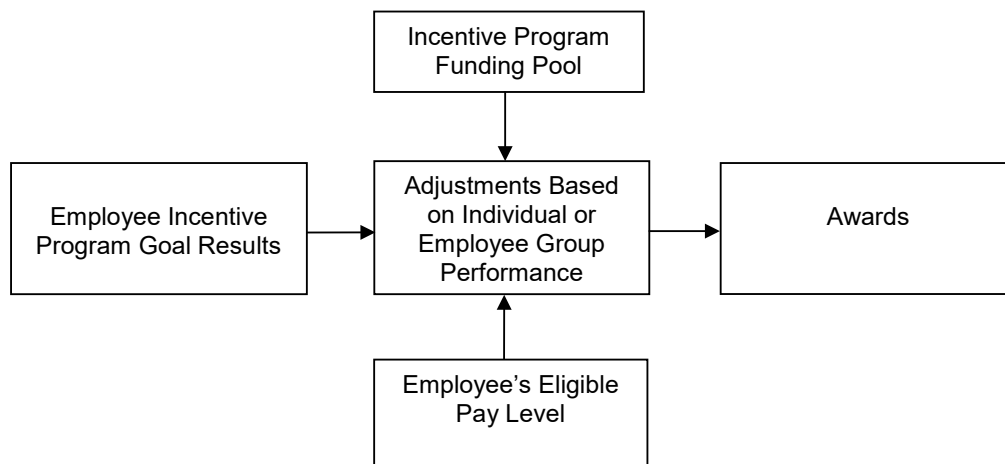 Incentive Program
Funding Pool
Employee Incentive
Program Goal Results
Adjustments Based
on Individual or
Employee Group
Performance
Awards
Employee’s Eligible
Pay Level